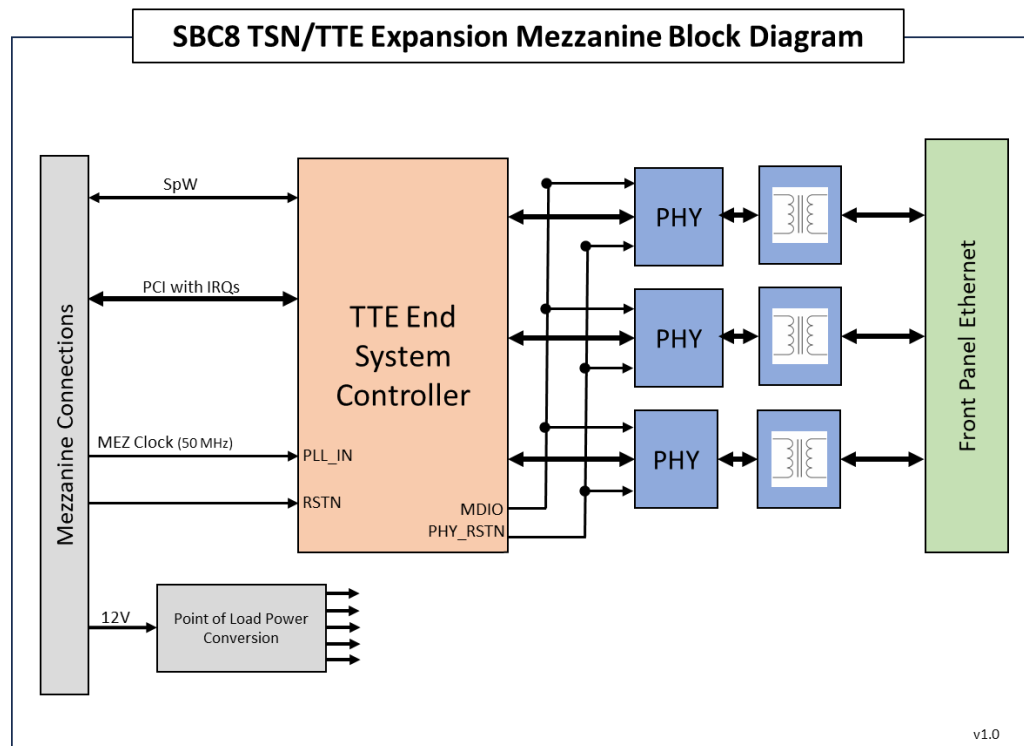 SBC8 TSN/TTE Expansion Mezzanine Block Diagram
Mezzanine Connections
SpW
PCI with IRQs
MEZ Clock (50 MHz)
12V
TTE End
System
Controller
PLL_IN
RSTN
MDIO
PHY_RSTN
Point of Load Power
Conversion
PHY
PHY
PHY
Front Panel Ethernet
v1.0